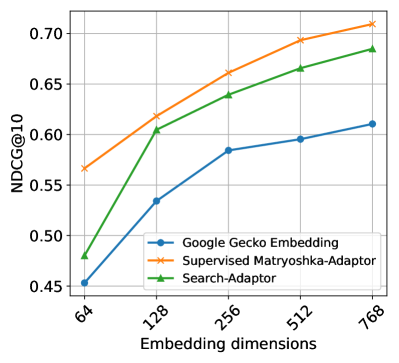 0.70
0.65
0.60
0.55
0.50
0.45
NDCG@10
Google Gecko Embedding
Supervised Matryoshka-Adaptor
Search-Adaptor
64
128
256
512
768
Embedding dimensions